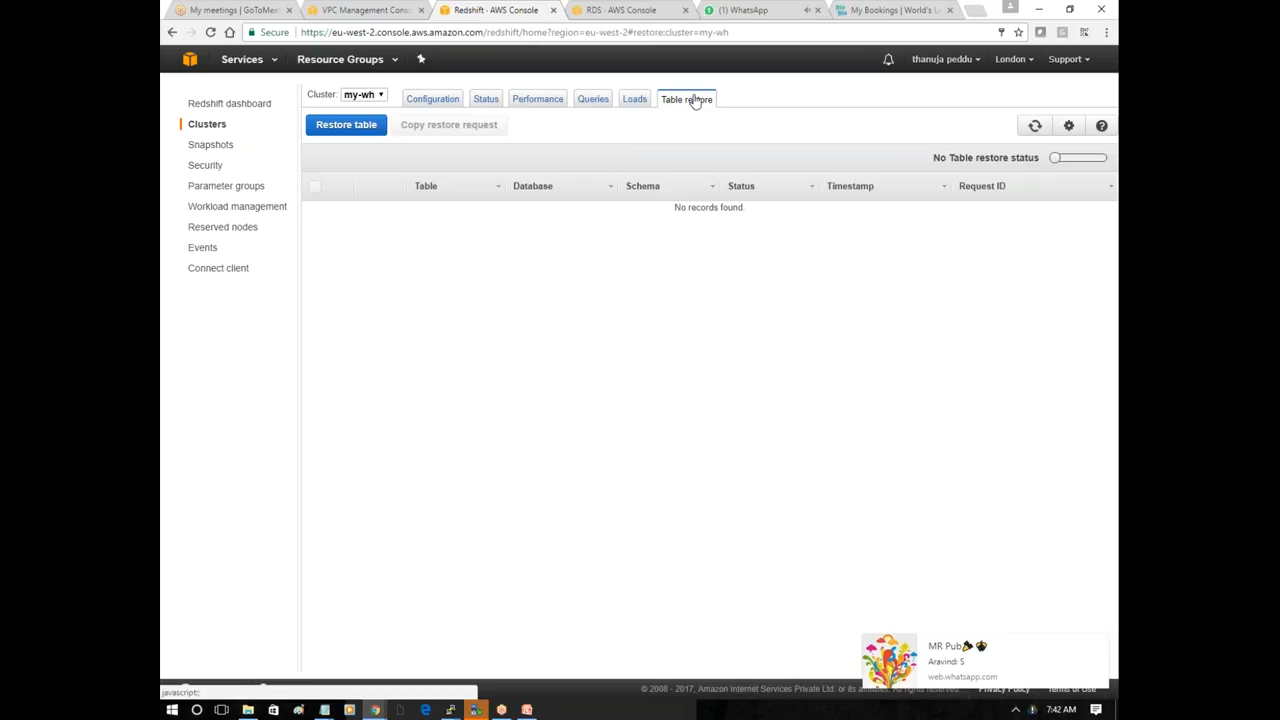 My meetings | GoToMee
VPC Management Conso
Redshift - AWS Console
RDS - AWS Console
(1) WhatsApp
My Bookings | World's La
Secure
https://eu-west-2.console.aws.amazon.com/redshift/home?region=eu-west-2#restore:cluster=my-wh
Services
Resource Groups
thanuja peddu
London
Support
Redshift dashboard
Clusters
Snapshots
Security
Parameter groups
Workload management
Reserved nodes
Events
Connect client
Cluster:
my-wh
Configuration
Status
Performance
Queries
Loads
Table restore
Restore table
Copy restore request
No Table restore status
Table
Database
Schema
Status
Timestamp
Request ID
No records found.
MR Pub
Aravind: S
web.whatsapp.com
javascript:;
© 2008 - 2017, Amazon Internet Services Private Ltd. or its affiliates. All rights reserved.
Privacy Policy
Terms of Use
7:42 AM